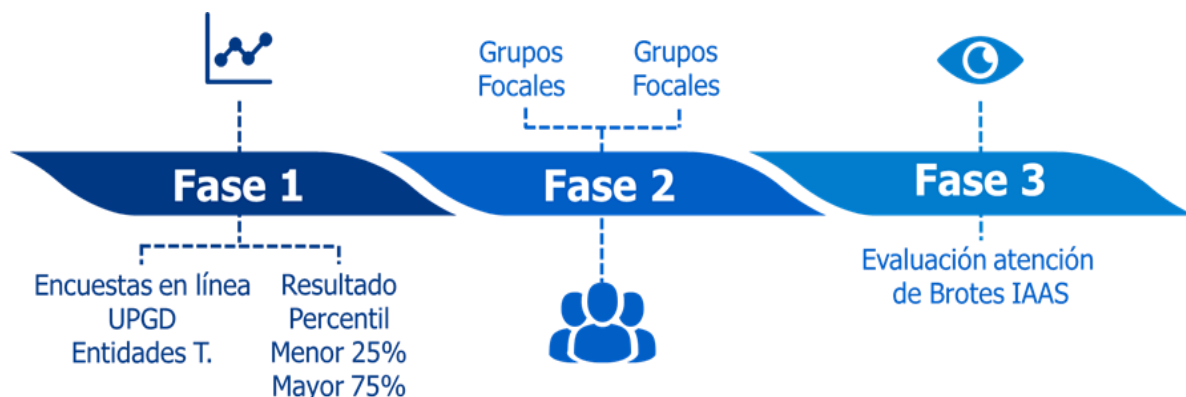 Grupos
Focales
Grupos
Focales
Fase 1
Fase 2
Fase 3
Encuestas en línea
UPGD
Entidades T.
Resultado
Percentil
Menor 25%
Mayor 75%
Evaluación atención
de Brotes IAAS